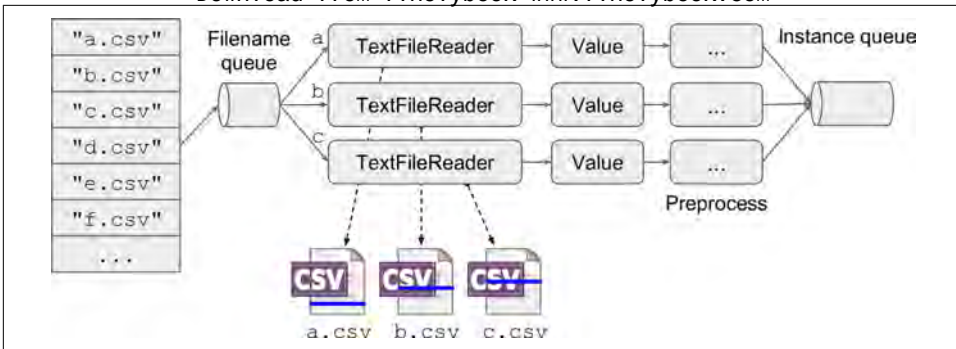 "a.csv"
"b.csv"
"c.csv"
"d.csv"
"e.csv"
"f.csv"
...
Filename
queue
a
TextFileReader
Value
...
Instance queue
b
TextFileReader
Value
...
c
TextFileReader
Value
...
Preprocess
CSV
CSV
CSV
a.csv
b.csv
c.csv